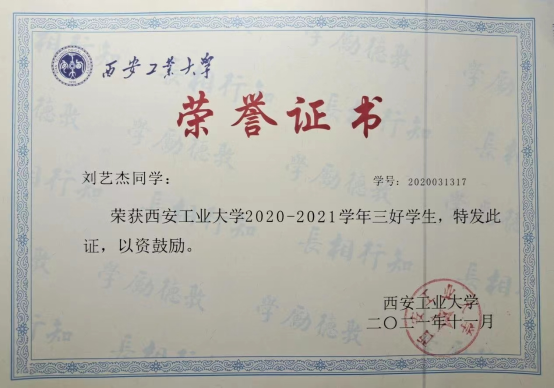 西安工业大学
荣誉证书
刘艺杰同学： 学号：2020031317
荣获西安工业大学2020-2021学年三好学生，特发此
证，以资鼓励。
西安工业大学
二〇二一年十一月